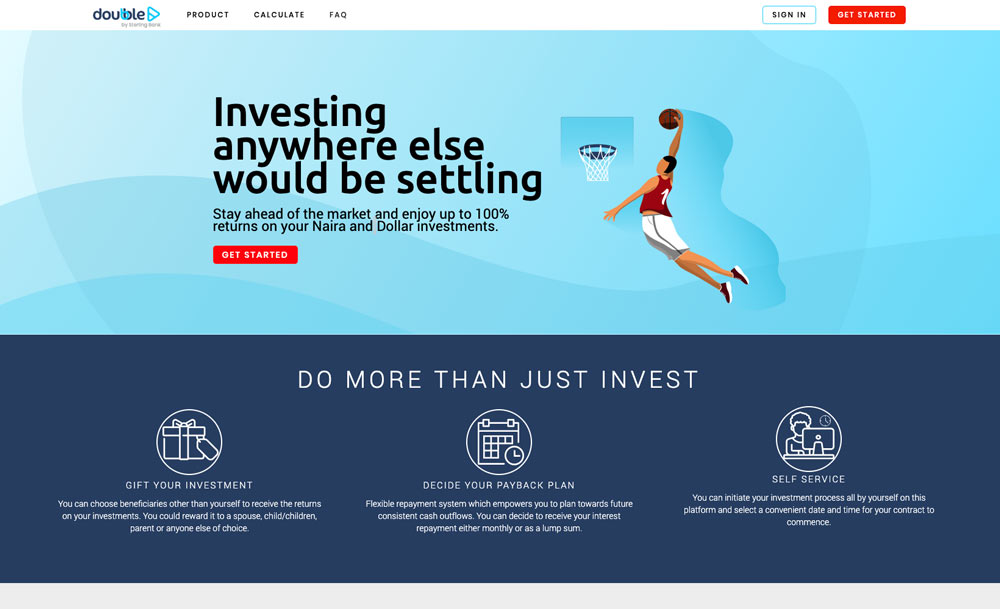 double
by Sterling Bank
PRODUCT
CALCULATE
FAQ
SIGN IN
GET STARTED
Investing
anywhere else
would be settling
Stay ahead of the market and enjoy up to 100%
returns on your Naira and Dollar investments.
GET STARTED
1
DO MORE THAN JUST INVEST
GIFT YOUR INVESTMENT
You can choose beneficiaries other than yourself to receive the returns
on your investments. You could reward it to a spouse, child/children,
parent or anyone else of choice.
DECIDE YOUR PAYBACK PLAN
Flexible repayment system which empowers you to plan towards future
consistent cash outflows. You can decide to receive your interest
repayment either monthly or as a lump sum.
SELF SERVICE
You can initiate your investment process all by yourself on this
platform and select a convenient date and time for your contract to
commence.